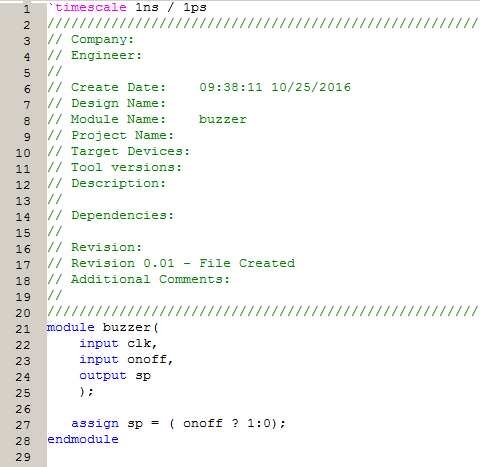 1 `timescale 1ns / 1ps
2 //////////////////////////////////////////////////////
3 // Company:
4 // Engineer:
5 //
6 // Create Date:    09:38:11 10/25/2016
7 // Design Name:
8 // Module Name:    buzzer
9 // Project Name:
10 // Target Devices:
11 // Tool versions:
12 // Description:
13 //
14 // Dependencies:
15 //
16 // Revision:
17 // Revision 0.01 - File Created
18 // Additional Comments:
19 //
20 //////////////////////////////////////////////////////
21 module buzzer(
22     input clk,
23     input onoff,
24     output sp
25     );
26
27    assign sp = ( onoff ? 1:0);
28 endmodule
29